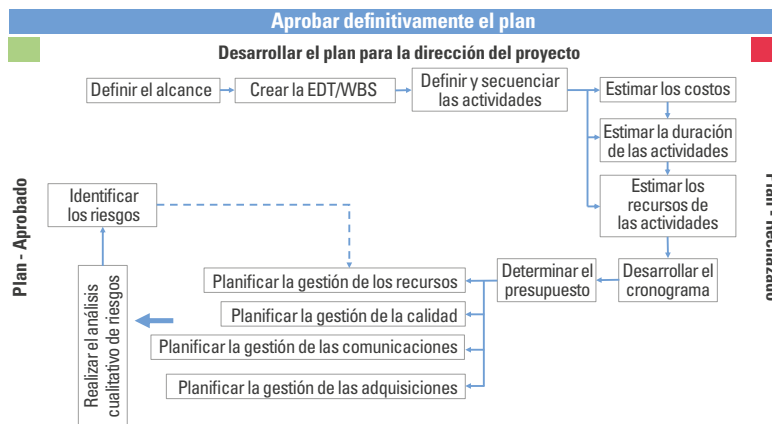 Aprobar definitivamente el plan
Desarrollar el plan para la dirección del proyecto
Definir el alcance
Crear la EDT/WBS
Definir y secuenciar
las actividades
Estimar los costos
Estimar la duración
de las actividades
Estimar los
recursos de
las actividades
Desarrollar el
cronograma
Determinar el
presupuesto
Planificar la gestión de los recursos
Planificar la gestión de la calidad
Planificar la gestión de las comunicaciones
Planificar la gestión de las adquisiciones
Realizar el análisis
cualitativo de riesgos
Identificar
los riesgos
Plan - Aprobado
Plan - Rechazado